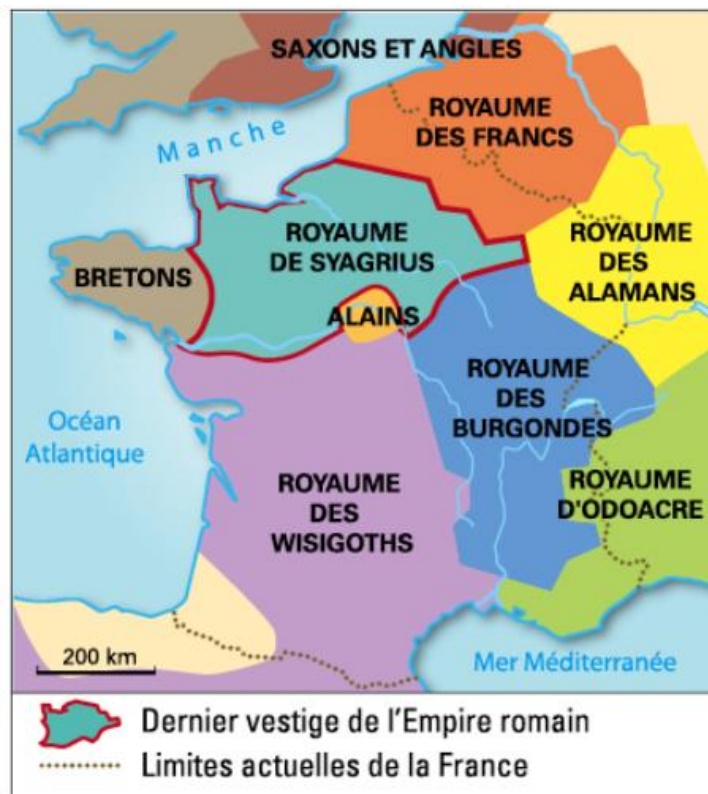 SAXONS ET ANGLES
Manche
ROYAUME
DES FRANCS
ROYAUME
DE SYAGRIUS
BRETONS
ALAINS
ROYAUME
DES
ALAMANS
Océan
Atlantique
ROYAUME
DES
BURGONDES
ROYAUME
DES
WISIGOTHS
ROYAUME
D'ODOACRE
200 km
Mer Méditerranée
Dernier vestige de l'Empire romain
Limites actuelles de la France